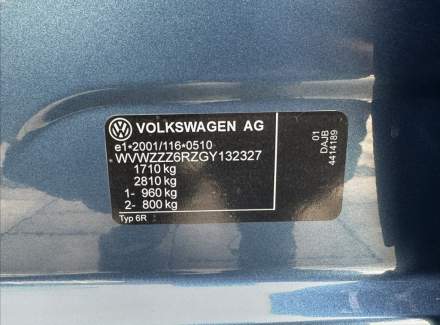 VOLKSWAGEN AG
e1*2001/116*0510
WVWZZZ6RZGY132327
1710 kg
2810 kg
1- 960 kg
2- 800 kg
Typ 6R
01
DAJB
4414189